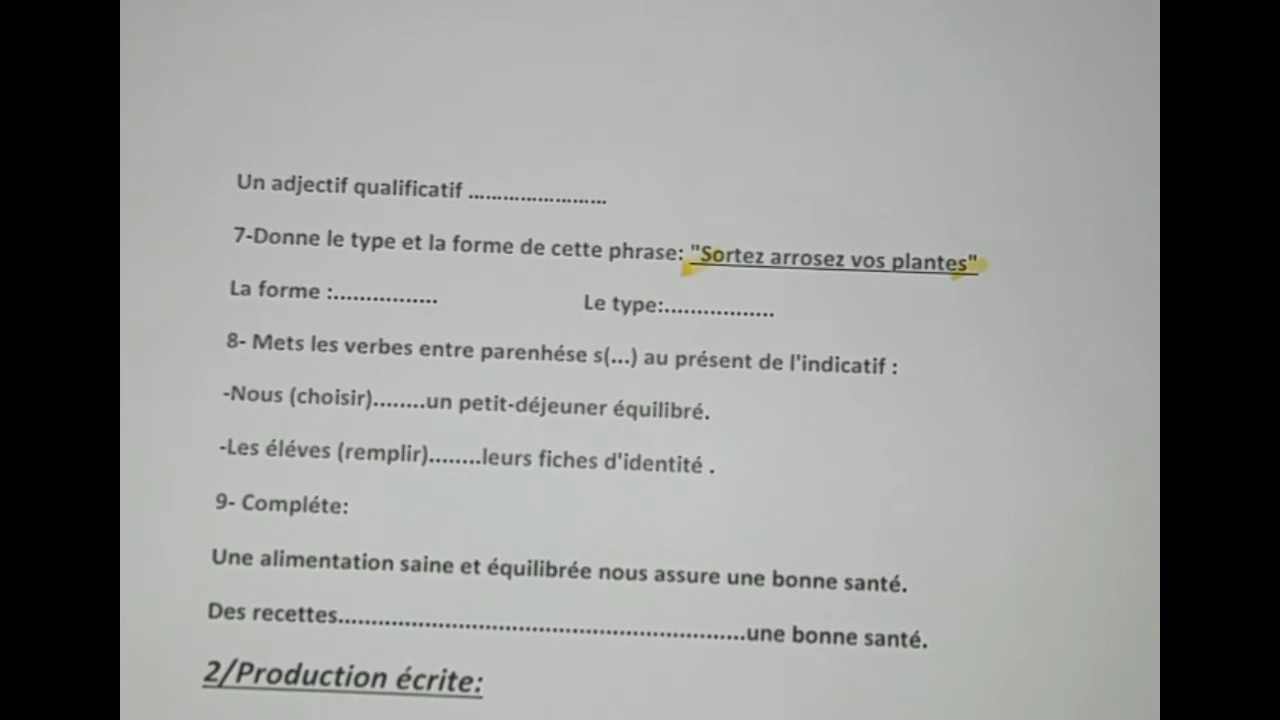 Un adjectif qualificatif ........................
7-Donne le type et la forme de cette phrase: "Sortez arrosez vos plantes"
La forme :................ Le type:..................
8- Mets les verbes entre parenhése s(...) au présent de l'indicatif :
-Nous (choisir)........un petit-déjeuner équilibré.
-Les éléves (remplir)........leurs fiches d'identité .
9- Compléte:
Une alimentation saine et équilibrée nous assure une bonne santé.
Des recettes..............................................................une bonne santé.
2/Production écrite: